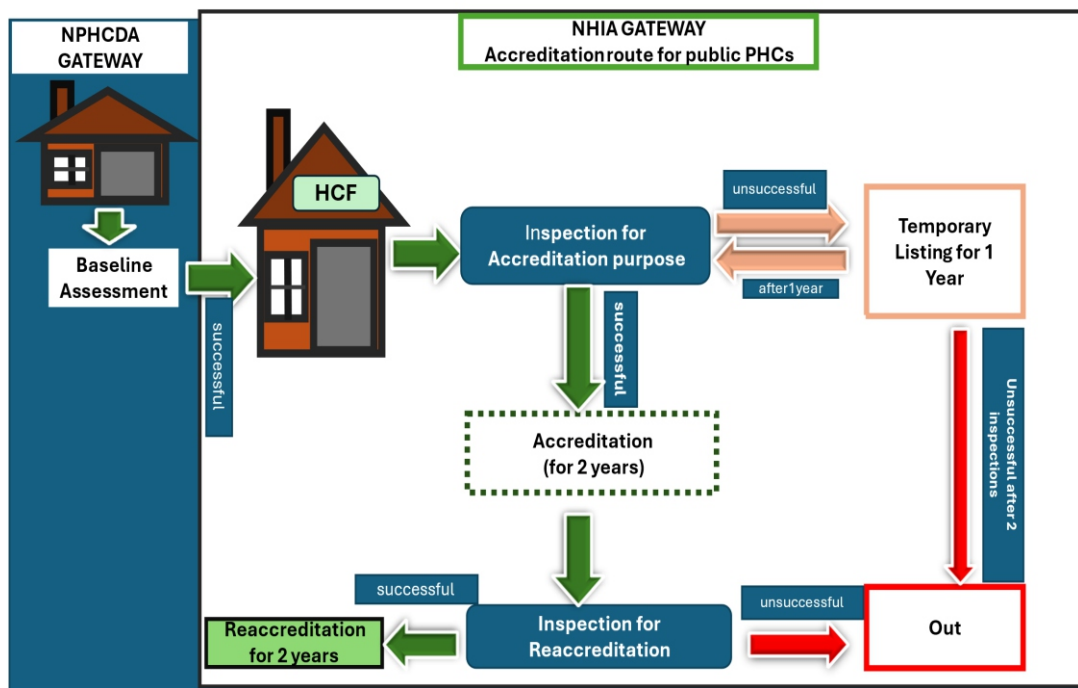 NPHCDA
GATEWAY
NHIA GATEWAY
Accreditation route for public PHCs
HCF
Baseline
Assessment
successful
Inspection for
Accreditation purpose
unsuccessful
after1year
Temporary
Listing for 1
Year
successful
Unsuccessful after 2
inspections
Accreditation
(for 2 years)
successful
Inspection for
Reaccreditation
unsuccessful
Reaccreditation
for 2 years
Out